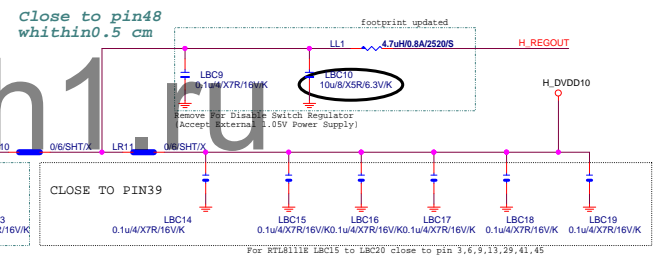 Close to pin48
whithin0.5 cm
footprint updated
LL1
4.7uH/0.8A/2520/S
H_REGOUT
LBC9
0.1u/4/X7R/16V/K
LBC10
10u/8/X5R/6.3V/K
H_DVDD10
h1.ru
Remove For Disable Switch Regulator
(Accept External 1.05V Power Supply)
10
0/6/SHT/X
LR11
0/6/SHT/X
CLOSE TO PIN39
3
/16V/K
LBC14
0.1u/4/X7R/16V/K
LBC15
0.1u/4/X7R/16V/K
LBC16
0.1u/4/X7R/16V/K
LBC17
0.1u/4/X7R/16V/K
LBC18
0.1u/4/X7R/16V/K
LBC19
0.1u/4/X7R/16V/K
For RTL8111E LBC15 to LBC20 close to pin 3,6,9,13,29,41,45